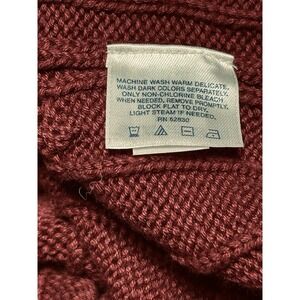 MACHINE WASH WARM DELICATE.
WASH DARK COLORS SEPARATELY.
ONLY NON-CHLORINE BLEACH
WHEN NEEDED. REMOVE PROMPTLY.
BLOCK FLAT TO DRY.
LIGHT STEAM IF NEEDED.
RN 52830